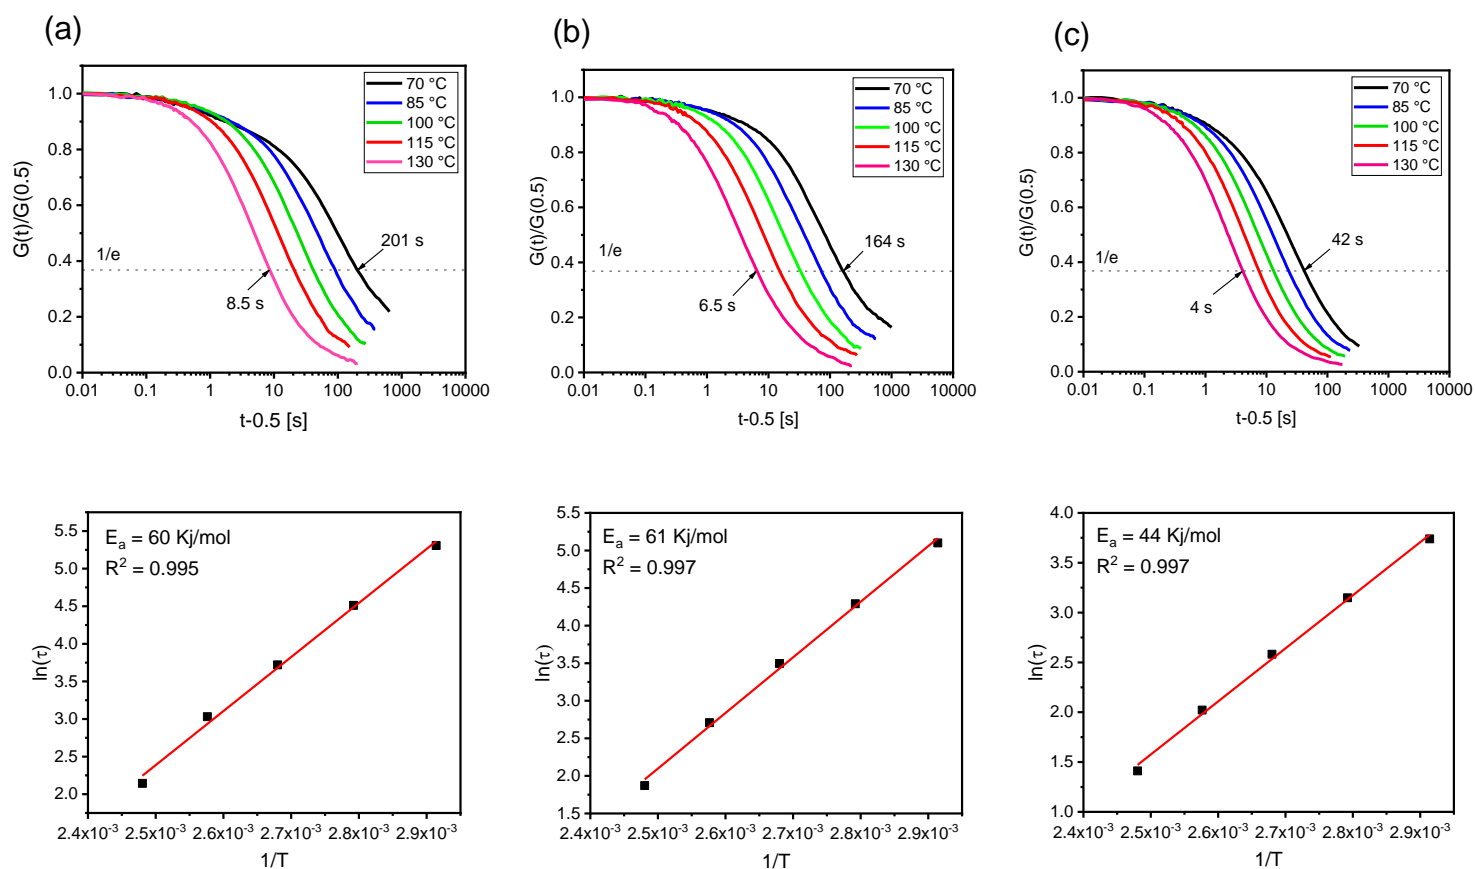 (a)
(b)
(c)
70 °C
85 °C
100 °C
115 °C
130 °C
1.0
0.8
0.6
0.4
0.2
0.0
G(t)/G(0.5)
1/e
201 s
8.5 s
0.01 0.1 1 10 100 1000 10000
t-0.5 [s]
70 °C
85 °C
100 °C
115 °C
130 °C
1.0
0.8
0.6
0.4
0.2
0.0
G(t)/G(0.5)
1/e
164 s
6.5 s
0.01 0.1 1 10 100 1000 10000
t-0.5 [s]
70 °C
85 °C
100 °C
115 °C
130 °C
1.0
0.8
0.6
0.4
0.2
0.0
G(t)/G(0.5)
1/e
42 s
4 s
0.01 0.1 1 10 100 1000 10000
t-0.5 [s]
Eₐ = 60 Kj/mol
R² = 0.995
5.5
5.0
4.5
4.0
3.5
3.0
2.5
2.0
ln(τ)
2.4x10⁻³ 2.5x10⁻³ 2.6x10⁻³ 2.7x10⁻³ 2.8x10⁻³ 2.9x10⁻³
1/T
Eₐ = 61 Kj/mol
R² = 0.997
5.5
5.0
4.5
4.0
3.5
3.0
2.5
2.0
1.5
ln(τ)
2.4x10⁻³ 2.5x10⁻³ 2.6x10⁻³ 2.7x10⁻³ 2.8x10⁻³ 2.9x10⁻³
1/T
Eₐ = 44 Kj/mol
R² = 0.997
4.0
3.5
3.0
2.5
2.0
1.5
1.0
ln(τ)
2.4x10⁻³ 2.5x10⁻³ 2.6x10⁻³ 2.7x10⁻³ 2.8x10⁻³ 2.9x10⁻³
1/T